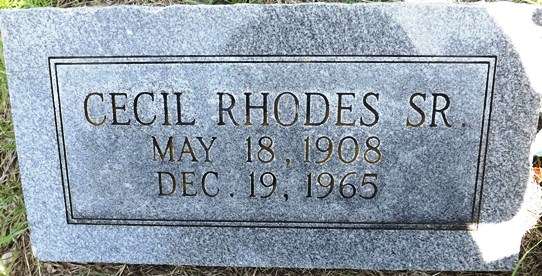 CECIL RHODES SR.
MAY 18, 1908
DEC. 19, 1965